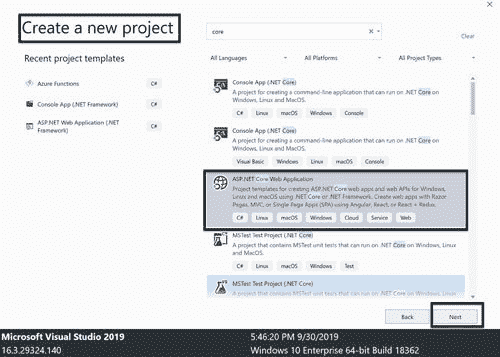 Create a new project
core
Clear
Recent project templates
All Languages
All Platforms
All Project Types
Azure Functions
C#
Console App (.NET Framework)
C#
ASP.NET Web Application (.NET
Framework)
C#
Console App (.NET Core)
A project for creating a command-line application that can run on .NET Core on
Windows, Linux and macOS.
C# Linux macOS Windows Console
Console App (.NET Core)
A project for creating a command-line application that can run on .NET Core on
Windows, Linux and macOS.
Visual Basic Windows Linux macOS Console
ASP.NET Core Web Application
Project templates for creating ASP.NET Core web apps and web APIs for Windows,
Linux and macOS using .NET Core or .NET Framework. Create web apps with Razor
Pages, MVC, or Single Page Apps (SPA) using Angular, React, or React + Redux.
C# Linux macOS Windows Cloud Service Web
MSTest Test Project (.NET Core)
A project that contains MSTest unit tests that can run on .NET Core on Windows, Linux
and MacOS.
C# Linux macOS Windows Test
MSTest Test Project (.NET Core)
A project that contains MSTest unit tests that can run on .NET Core on Windows, Linux
Back
Next
Microsoft Visual Studio 2019
5:46:20 PM 9/30/2019
16.3.29324.140
Windows 10 Enterprise 64-bit Build 18362